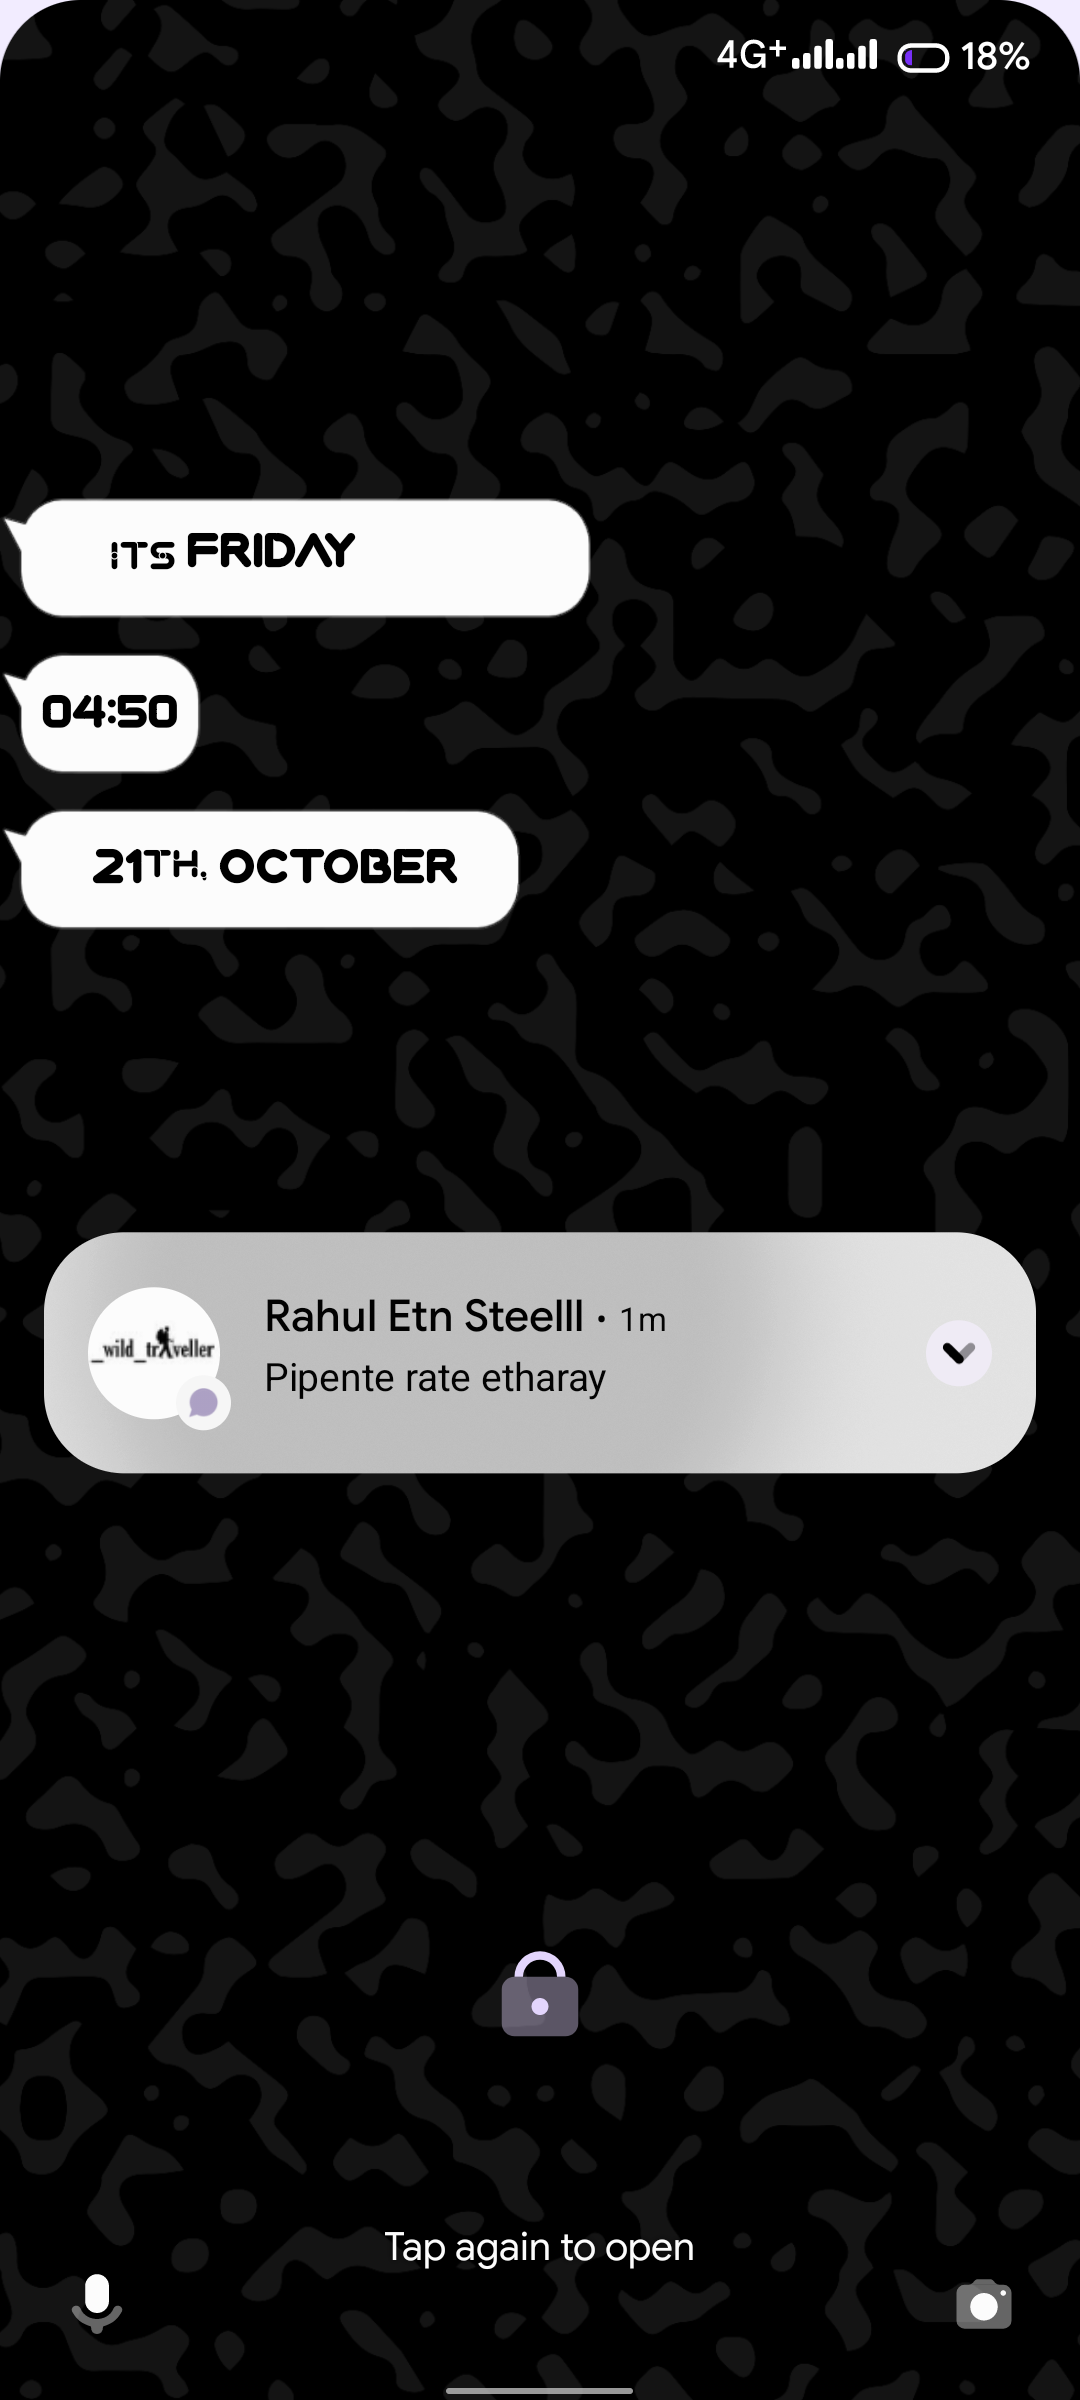 4G+ 18%
ITS FRIDAY
04:50
21TH, OCTOBER
Rahul Etn Steelll • 1m
_wild_traveller
Pipente rate etharay
Tap again to open